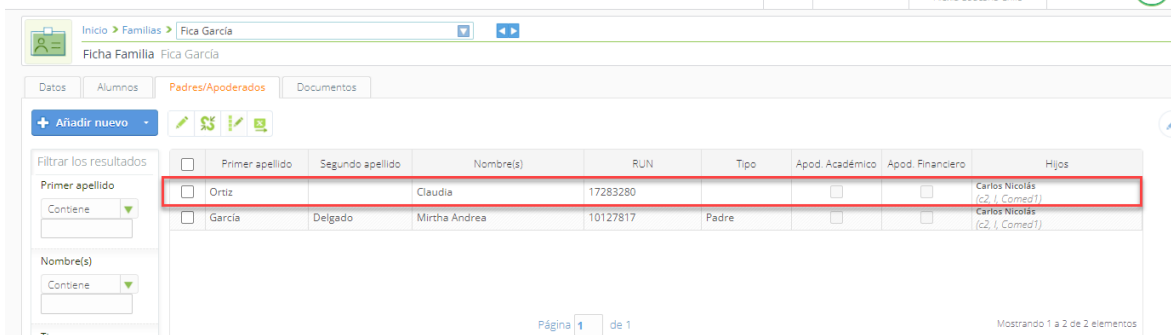 Inicio > Familias > Fica García
Ficha Familia Fica García
Datos Alumnos Padres/Apoderados Documentos
+ Añadir nuevo
Filtrar los resultados
Primer apellido Segundo apellido Nombre(s) RUN Tipo Apod. Académico Apod. Financiero Hijos
Primer apellido
Contiene
Ortiz Claudia 17283280 Carlos Nicolás
(c2, I, Comed1)
García Delgado Mirtha Andrea 10127817 Padre Carlos Nicolás
(c2, I, Comed1)
Nombre(s)
Contiene
Página 1 de 1
Mostrando 1 a 2 de 2 elementos